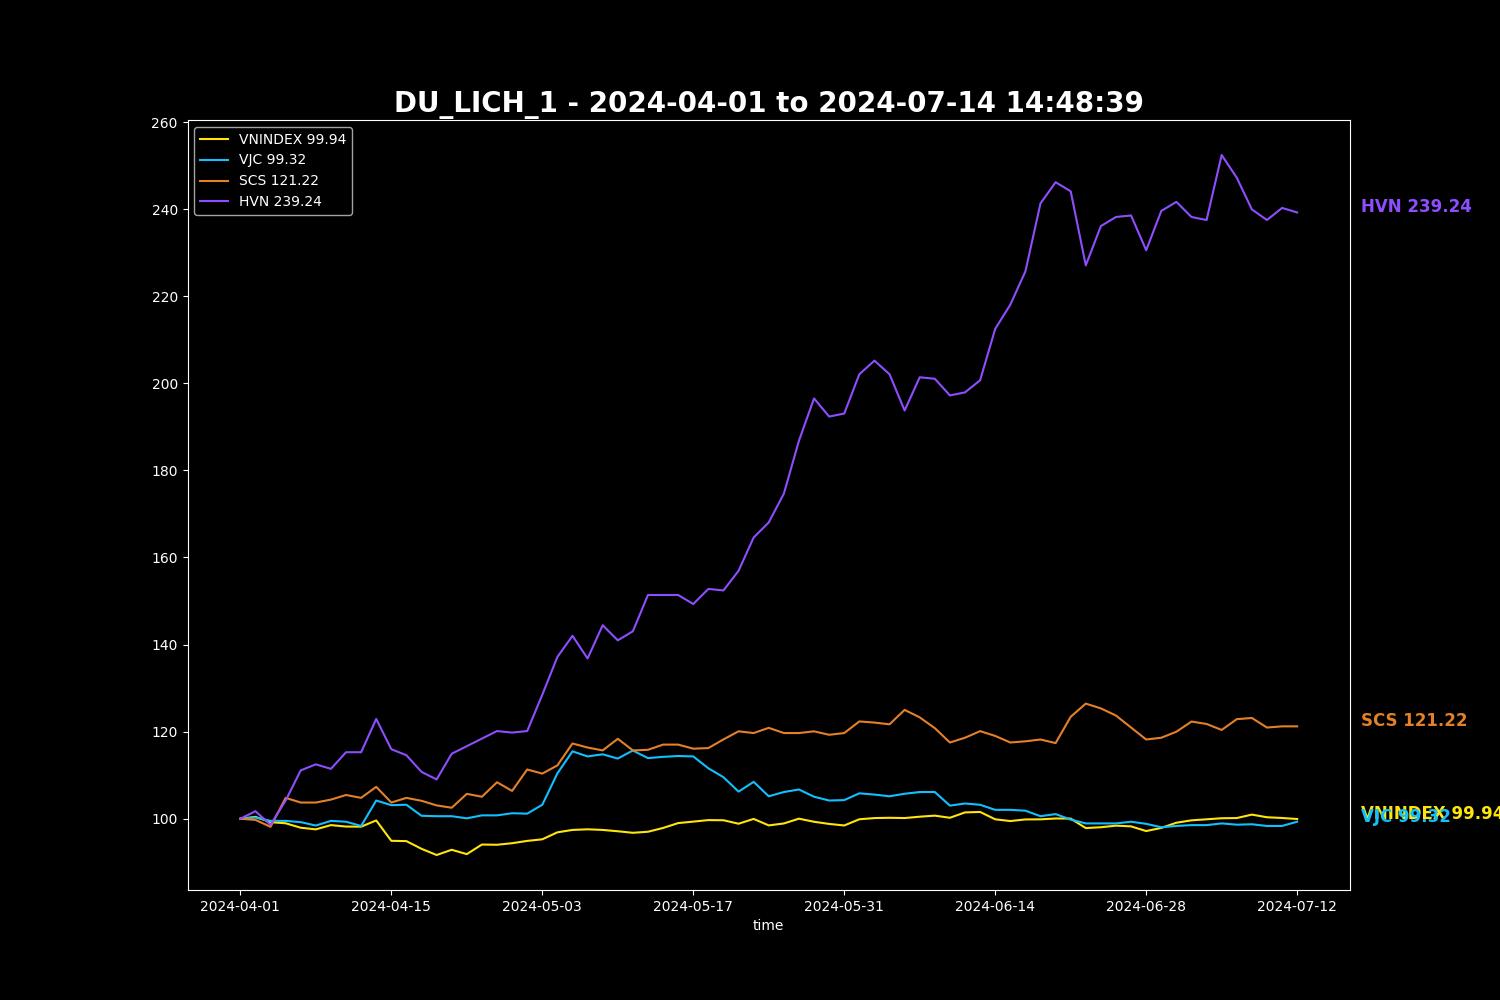 DU_LICH_1 - 2024-04-01 to 2024-07-14 14:48:39
VNINDEX 99.94
VJC 99.32
SCS 121.22
HVN 239.24
260
240
220
200
180
160
140
120
100
HVN 239.24
SCS 121.22
VNINDEX 99.94
VJC 99.32
2024-04-01 2024-04-15 2024-05-03 2024-05-17 2024-05-31 2024-06-14 2024-06-28 2024-07-12
time